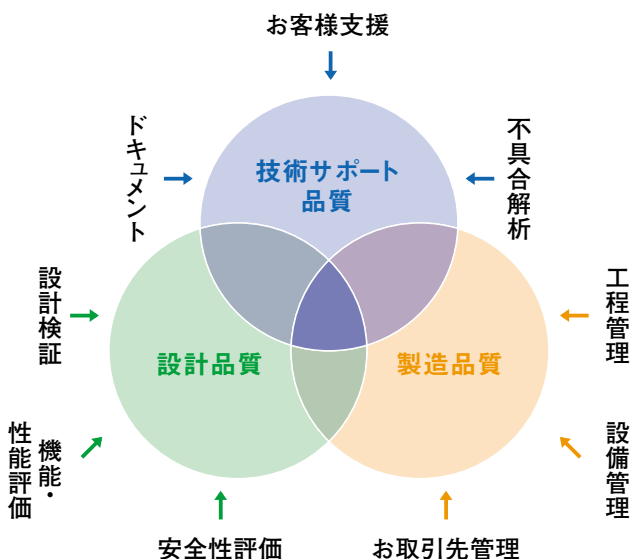 お客様支援
ドキュメント
不具合解析
技術サポート
品質
設計検証
工程管理
設計品質
製造品質
機能・
性能評価
設備管理
安全性評価
お取引先管理